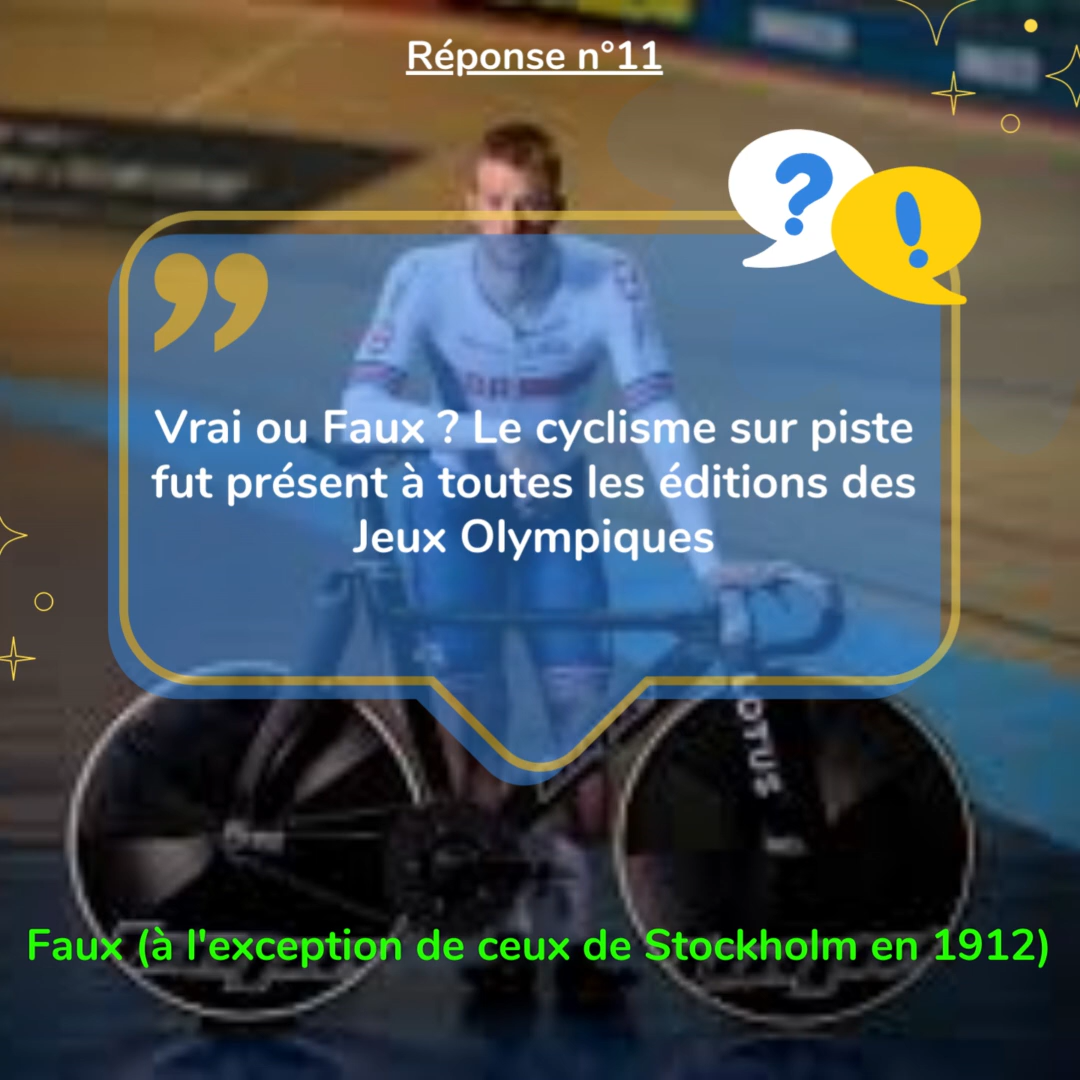 Réponse n°11
?
!
Vrai ou Faux ? Le cyclisme sur piste
fut présent à toutes les éditions des
Jeux Olympiques
LOTUS
Faux (à l'exception de ceux de Stockholm en 1912)